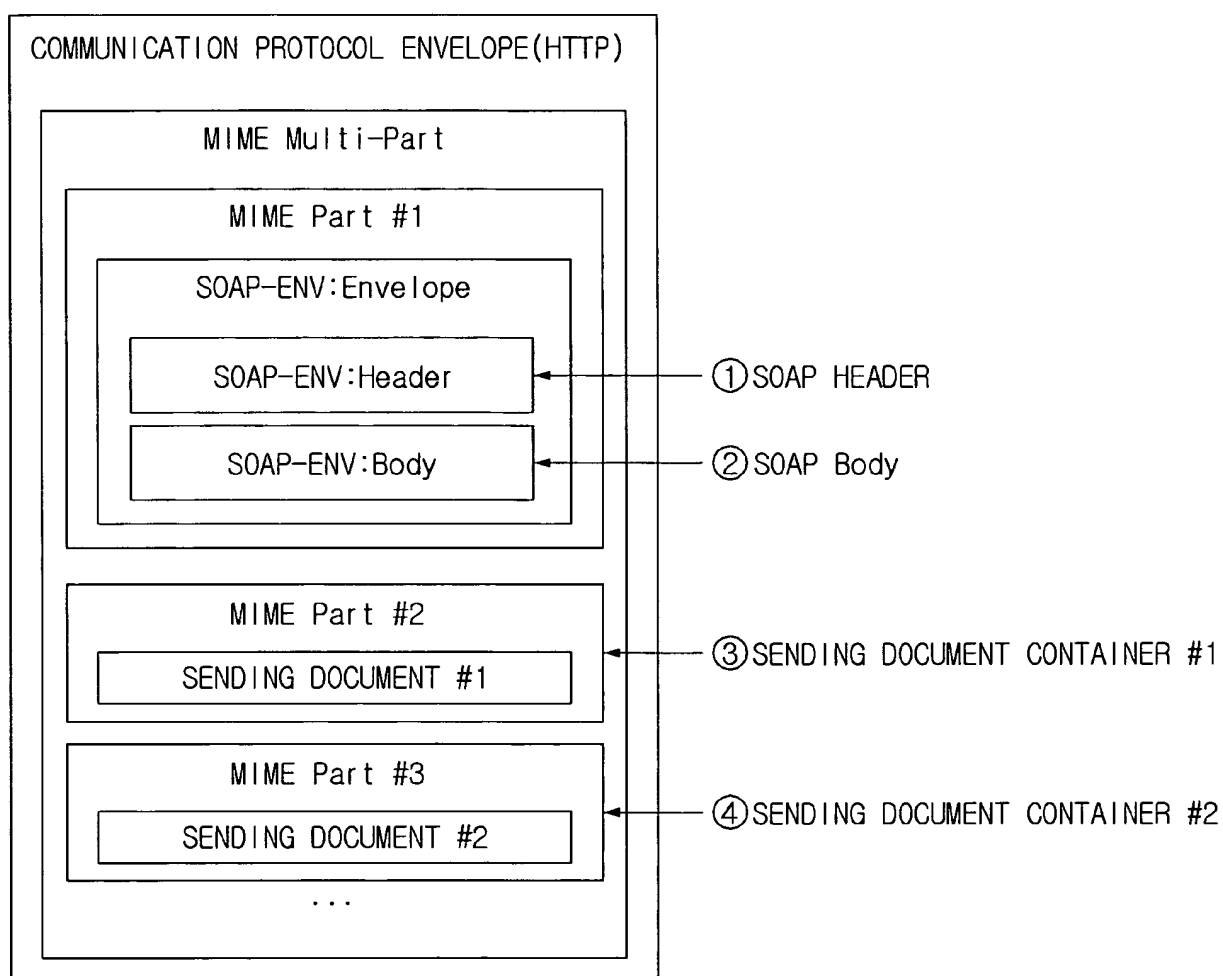 COMMUNICATION PROTOCOL ENVELOPE(HTTP)
MIME Multi-Part
MIME Part #1
SOAP-ENV:Envelope
SOAP-ENV:Header
①SOAP HEADER
SOAP-ENV:Body
②SOAP Body
MIME Part #2
SENDING DOCUMENT #1
③SENDING DOCUMENT CONTAINER #1
MIME Part #3
SENDING DOCUMENT #2
④SENDING DOCUMENT CONTAINER #2
...